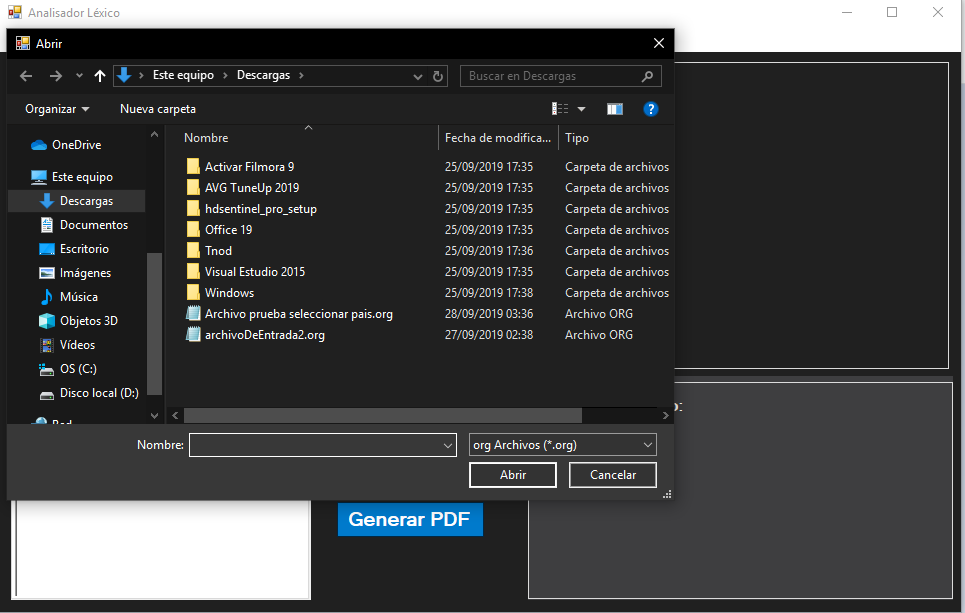 Analisador Léxico
Abrir
Este equipo > Descargas >
Buscar en Descargas
Organizar
Nueva carpeta
Nombre
Fecha de modifica...
Tipo
OneDrive
Este equipo
Descargas
Documentos
Escritorio
Imágenes
Música
Objetos 3D
Vídeos
OS (C:)
Disco local (D:)
Activar Filmora 9 25/09/2019 17:35 Carpeta de archivos
AVG TuneUp 2019 25/09/2019 17:35 Carpeta de archivos
hdsentinel_pro_setup 25/09/2019 17:35 Carpeta de archivos
Office 19 25/09/2019 17:35 Carpeta de archivos
Tnod 25/09/2019 17:36 Carpeta de archivos
Visual Estudio 2015 25/09/2019 17:35 Carpeta de archivos
Windows 25/09/2019 17:38 Carpeta de archivos
Archivo prueba seleccionar pais.org 28/09/2019 03:36 Archivo ORG
archivoDeEntrada2.org 27/09/2019 02:38 Archivo ORG
Nombre:
org Archivos (*.org)
Abrir
Cancelar
Generar PDF